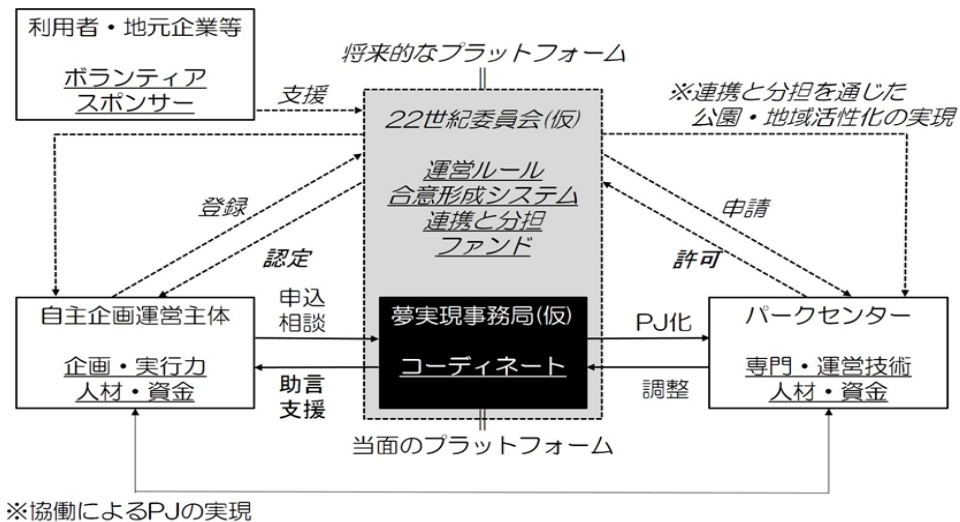 利用者・地元企業等
ボランティア
スポンサー
支援
将来的なプラットフォーム
※連携と分担を通じた
公園・地域活性化の実現
22世紀委員会(仮)
運営ルール
合意形成システム
連携と分担
ファンド
登録
認定
申請
許可
自主企画運営主体
企画・実行力
人材・資金
申込
相談
助言
支援
夢実現事務局(仮)
コーディネート
PJ化
調整
パークセンター
専門・運営技術
人材・資金
当面のプラットフォーム
※協働によるPJの実現